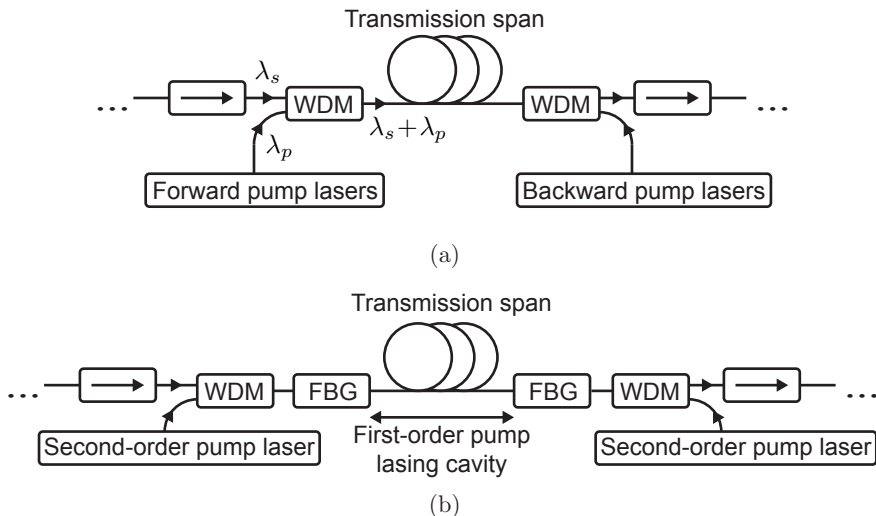 Transmission span
λs
WDM
WDM
...
...
λs+λp
λp
Forward pump lasers
Backward pump lasers
(a)
Transmission span
WDM
FBG
FBG
WDM
...
...
Second-order pump laser
First-order pump
lasing cavity
Second-order pump laser
(b)